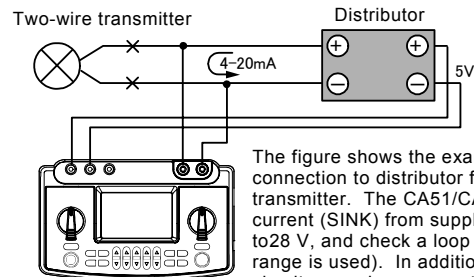 Two-wire transmitter
Distributor
4-20mA
5V
The figure shows the exa
connection to distributor f
transmitter. The CA51/CA
current (SINK) from suppl
to28 V, and check a loop
range is used). In additio